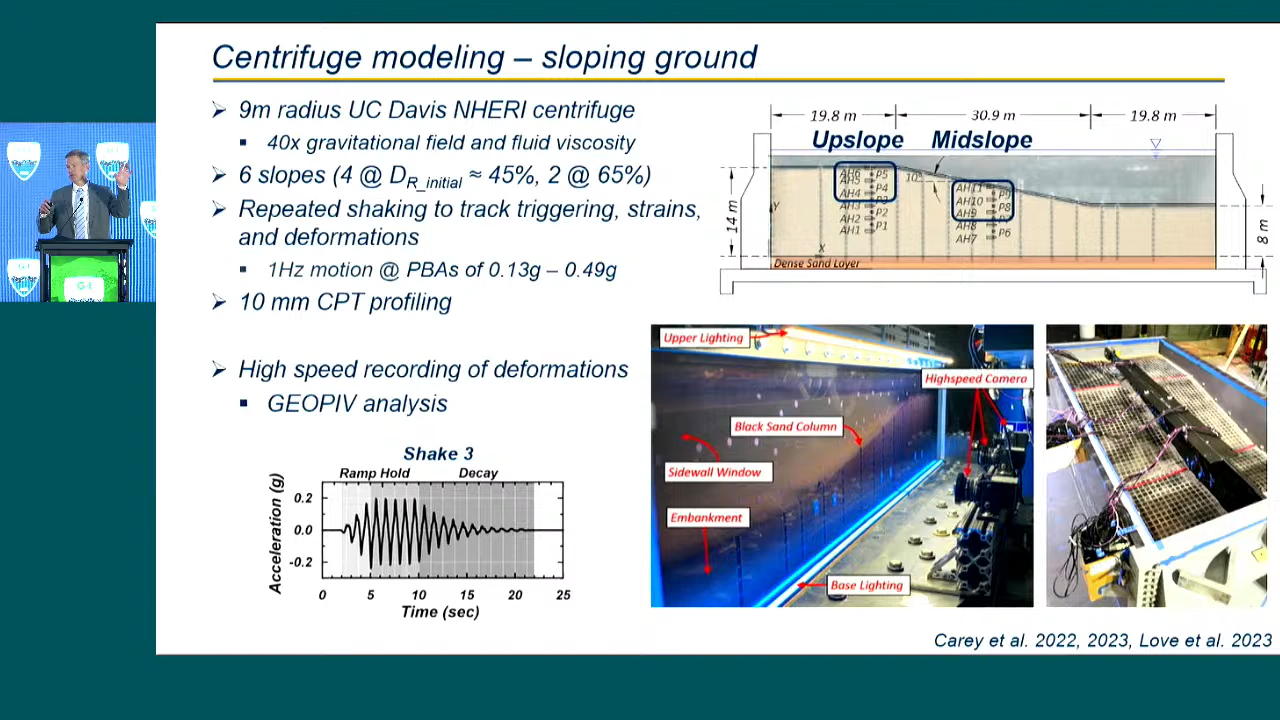 Centrifuge modeling – sloping ground
➢ 9m radius UC Davis NHERI centrifuge
▪ 40x gravitational field and fluid viscosity
➢ 6 slopes (4 @ DR_initial ≈ 45%, 2 @ 65%)
➢ Repeated shaking to track triggering, strains,
and deformations
▪ 1Hz motion @ PBAs of 0.13g – 0.49g
➢ 10 mm CPT profiling
➢ High speed recording of deformations
▪ GEOPIV analysis
Shake 3
Ramp Hold Decay
Acceleration (g)
0.2
0.0
-0.2
0 5 10 15 20 25
Time (sec)
19.8 m 30.9 m 19.8 m
Upslope Midslope
10°
14 m
8 m
Y
X
P5
AH5
AH4 P4
AH3 P3
AH2 P2
AH1 P1
AH11
AH10 P8
AH9
AH8
AH7 P6
Dense Sand Layer
Upper Lighting
Highspeed Camera
Black Sand Column
Sidewall Window
Embankment
Base Lighting
Carey et al. 2022, 2023, Love et al. 2023